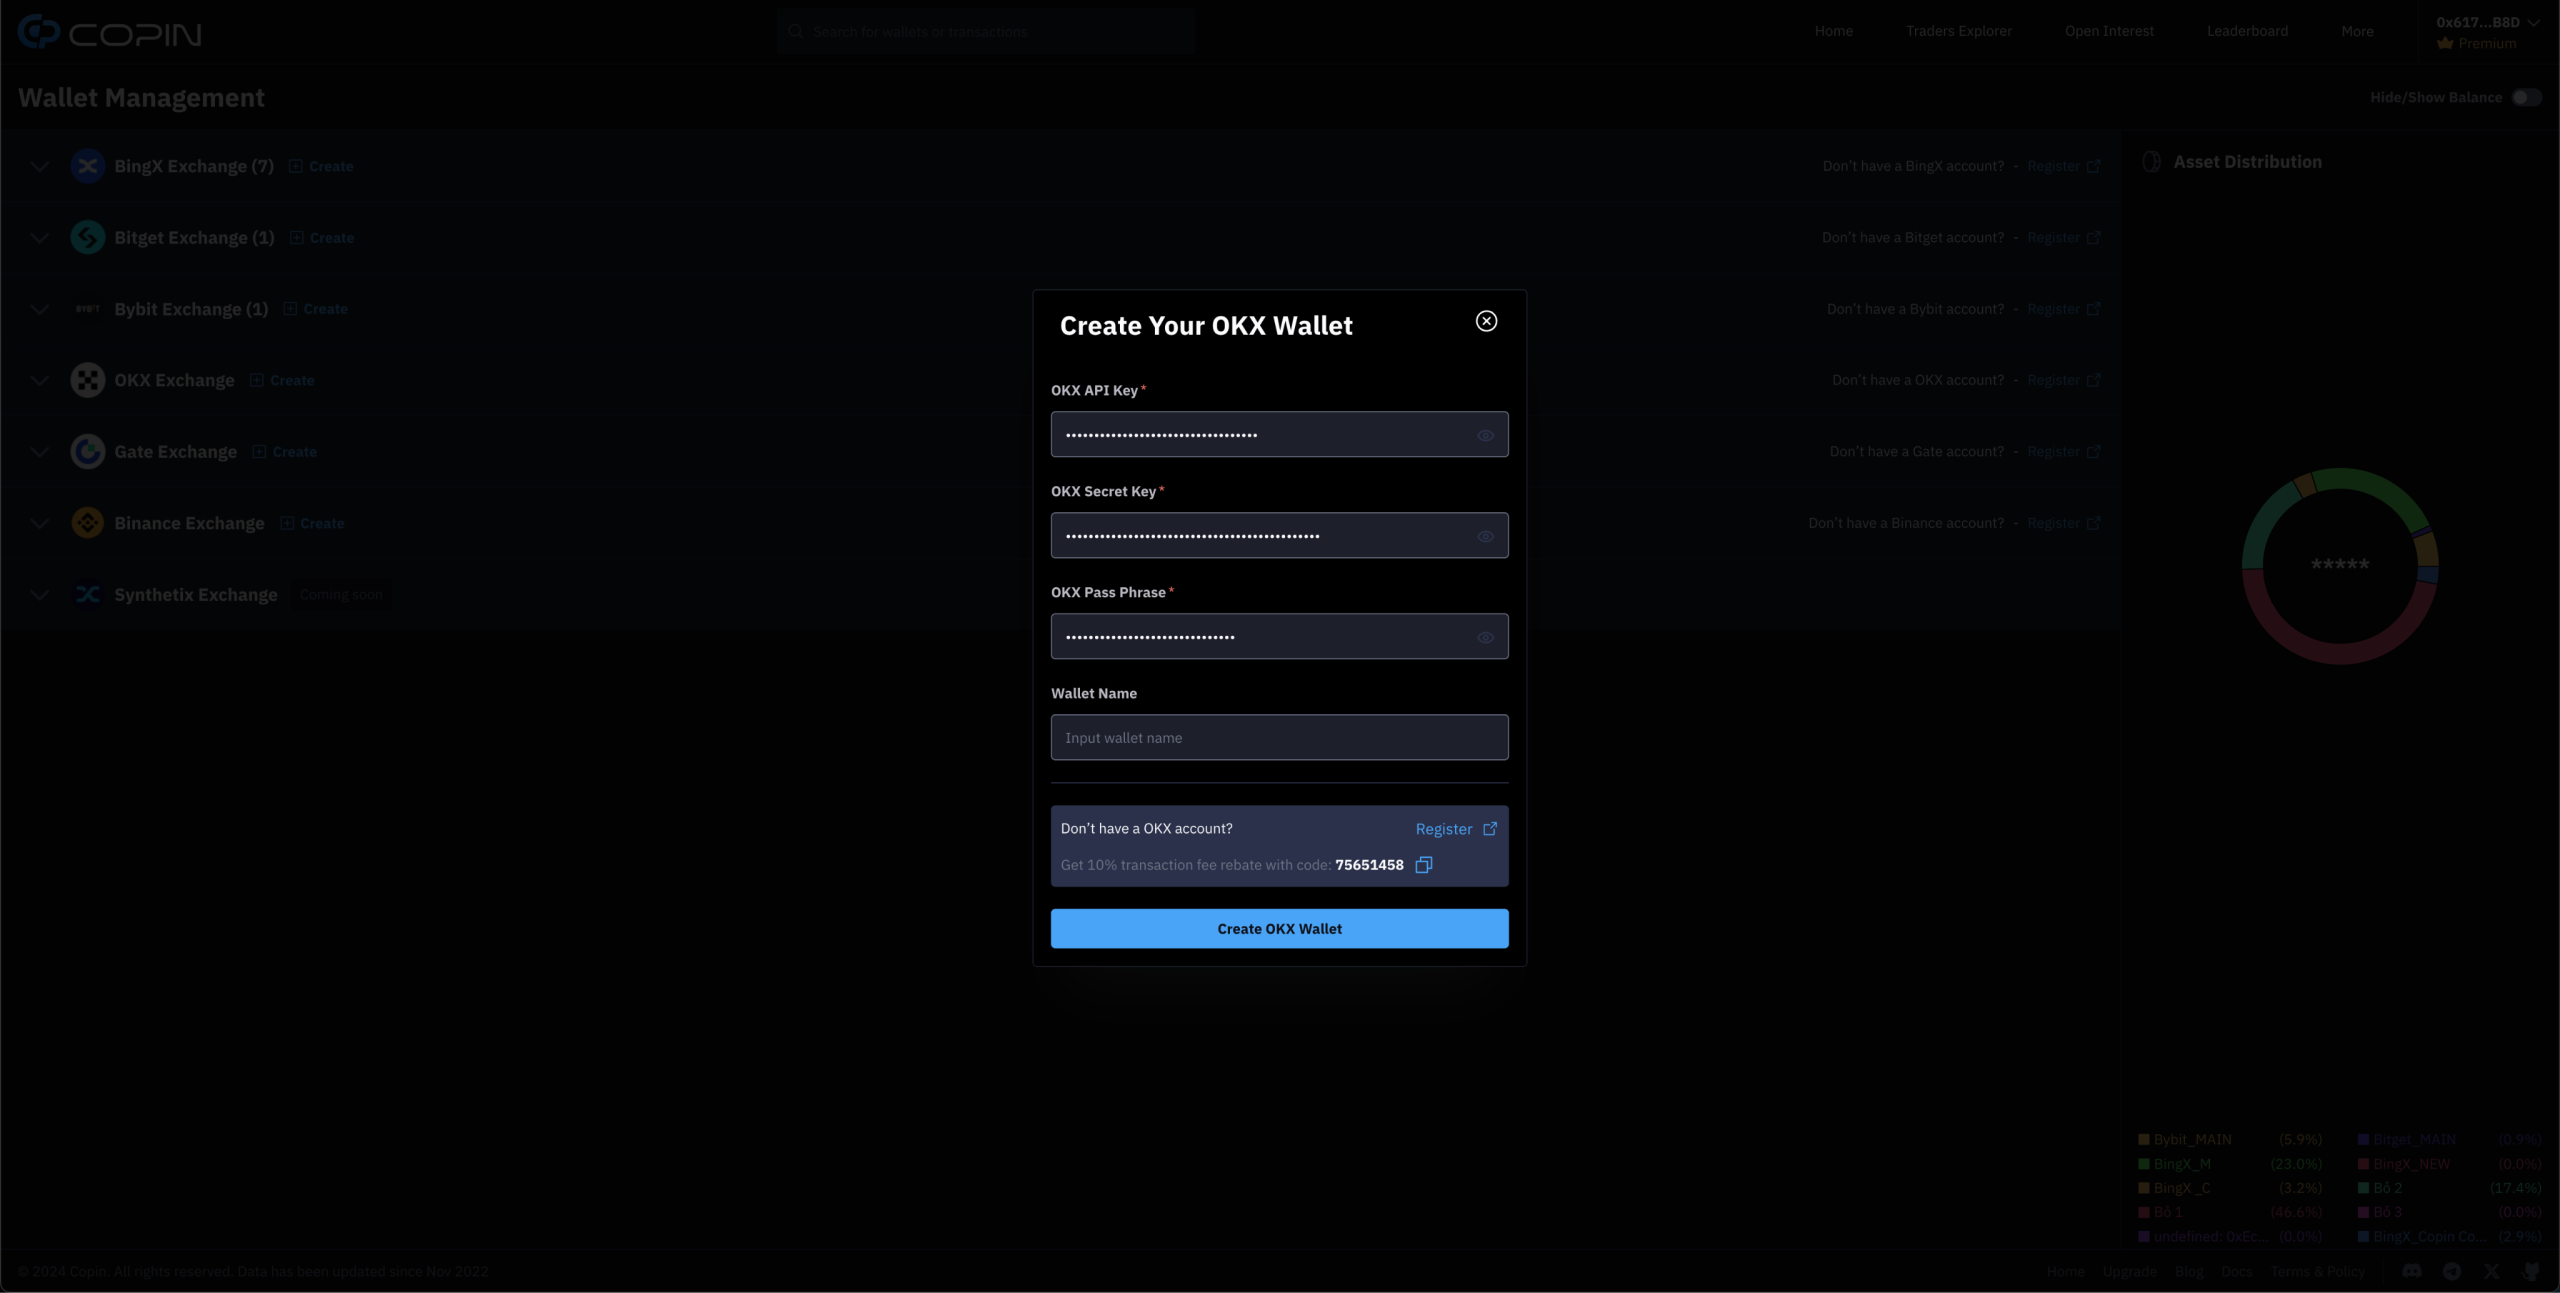 COPIN
Search for wallets or transactions
Home
Traders Explorer
Open Interest
Leaderboard
More
0x617...B8D
Premium
Wallet Management
Hide/Show Balance
BingX Exchange (7)
Create
Don't have a BingX account? - Register
Bitget Exchange (1)
Create
Don't have a Bitget account? - Register
BYBIT
Bybit Exchange (1)
Create
Don't have a Bybit account? - Register
OKX Exchange
Create
Don't have a OKX account? - Register
Gate Exchange
Create
Don't have a Gate account? - Register
Binance Exchange
Create
Don't have a Binance account? - Register
Synthetix Exchange
Coming soon
Asset Distribution
*****
Bybit_MAIN (5.9%)
Bitget_MAIN (0.9%)
BingX_M (23.0%)
BingX_NEW (0.0%)
BingX _C (3.2%)
Bô 2 (17.4%)
Bô 1 (46.6%)
Bô 3 (0.0%)
undefined: 0xEc... (0.0%)
BingX_Copin Co... (2.9%)
Create Your OKX Wallet
OKX API Key*
OKX Secret Key*
OKX Pass Phrase*
Wallet Name
Input wallet name
Don't have a OKX account?
Register
Get 10% transaction fee rebate with code: 75651458
Create OKX Wallet
© 2024 Copin. All rights reserved. Data has been updated since Nov 2022
Home
Upgrade
Blog
Docs
Terms & Policy